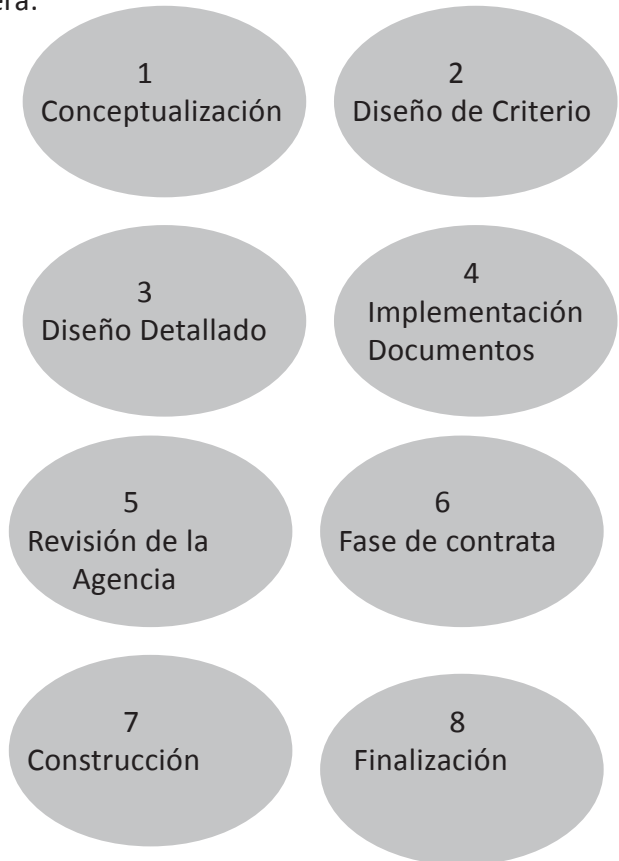 era:
1
Conceptualización
2
Diseño de Criterio
3
Diseño Detallado
4
Implementación
Documentos
5
Revisión de la
Agencia
6
Fase de contrata
7
Construcción
8
Finalización